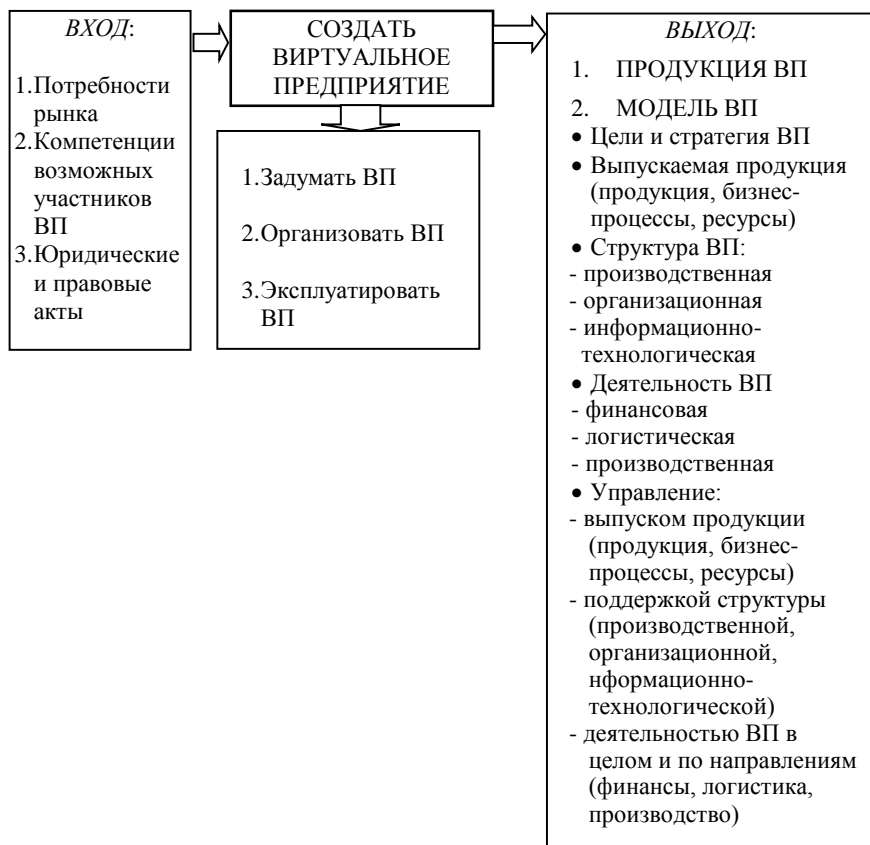 ВХОД:
1.Потребности
рынка
2.Компетенции
возможных
участников
ВП
3.Юридические
и правовые
акты
СОЗДАТЬ
ВИРТУАЛЬНОЕ
ПРЕДПРИЯТИЕ
1.Задумать ВП
2.Организовать ВП
3.Эксплуатировать
ВП
ВЫХОД:
1. ПРОДУКЦИЯ ВП
2. МОДЕЛЬ ВП
• Цели и стратегия ВП
• Выпускаемая продукция
(продукция, бизнес-
процессы, ресурсы)
• Структура ВП:
- производственная
- организационная
- информационно-
технологическая
• Деятельность ВП
- финансовая
- логистическая
- производственная
• Управление:
- выпуском продукции
(продукция, бизнес-
процессы, ресурсы)
- поддержкой структуры
(производственной,
организационной,
нформационно-
технологической)
- деятельностью ВП в
целом и по направлениям
(финансы, логистика,
производство)